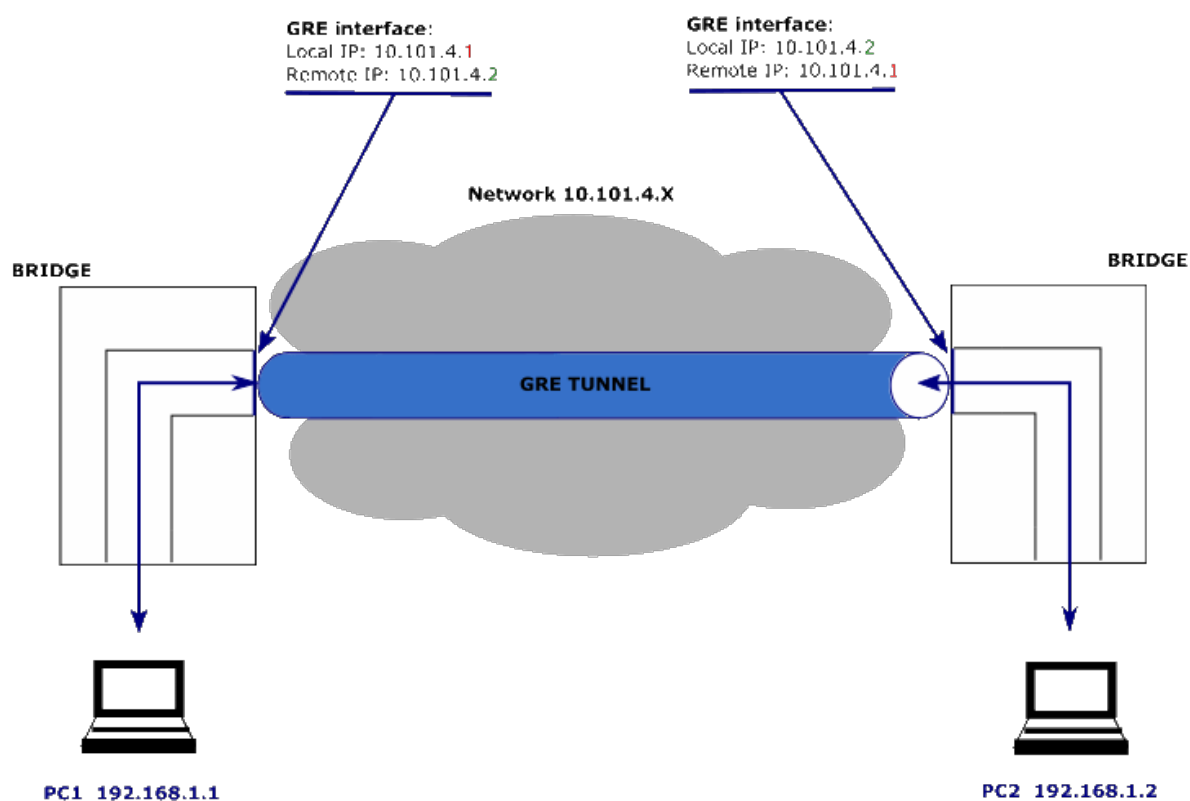 GRE interface:
Local IP: 10.101.4.1
Remote IP: 10.101.4.2
GRE interface:
Local IP: 10.101.4.2
Remote IP: 10.101.4.1
Network 10.101.4.X
BRIDGE
BRIDGE
GRE TUNNEL
PC1 192.168.1.1
PC2 192.168.1.2